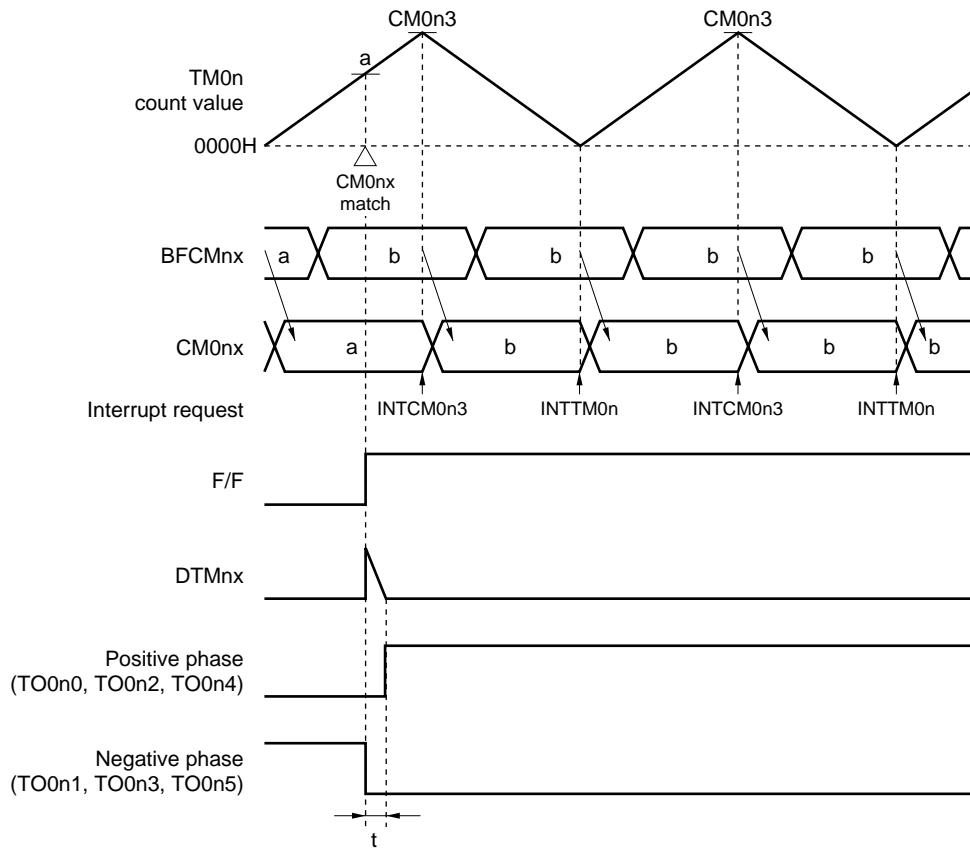 CM0n3 CM0n3
a
TM0n
count value
0000H
CM0nx
match
BFCMnx a b b b b
CM0nx a b b b b
Interrupt request INTCM0n3 INTTM0n INTCM0n3 INTTM0n
F/F
DTMnx
Positive phase
(TO0n0, TO0n2, TO0n4)
Negative phase
(TO0n1, TO0n3, TO0n5)
t